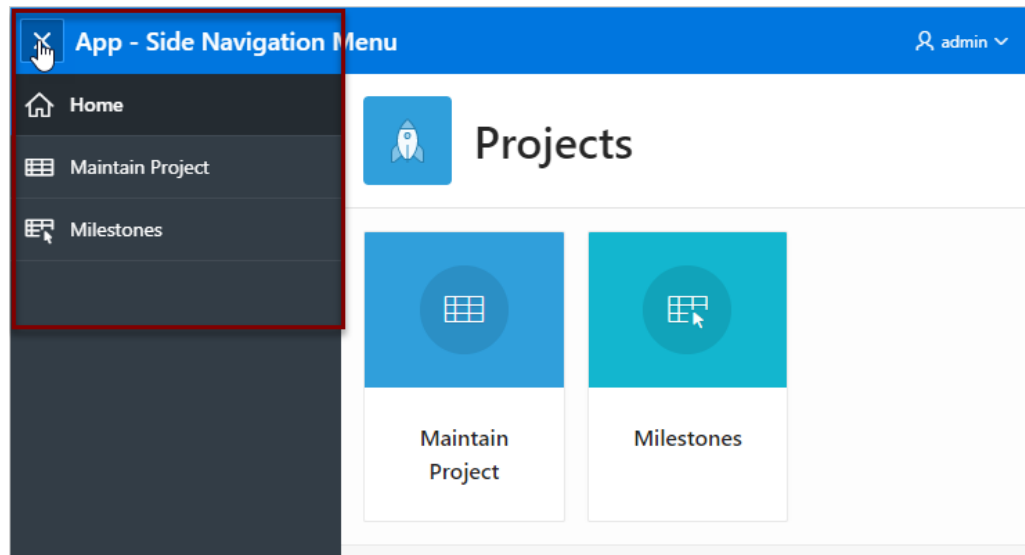 App - Side Navigation Menu
admin
Home
Maintain Project
Milestones
Projects
Maintain
Project
Milestones